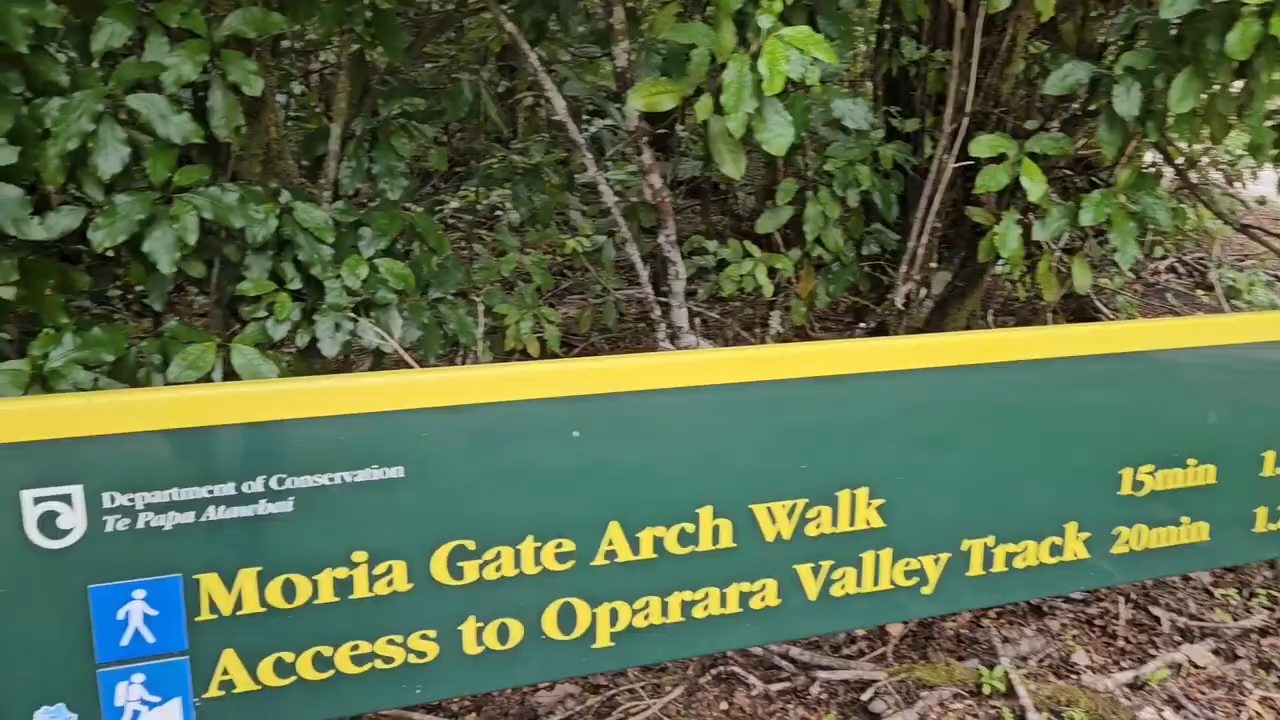 Department of Conservation
Te Papa Atawhai
Moria Gate Arch Walk 15min
Access to Oparara Valley Track 20min